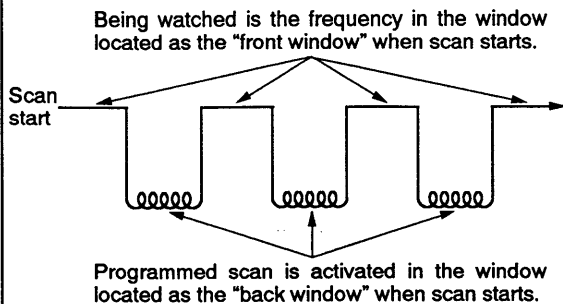 Being watched is the frequency in the window
located as the “front window” when scan starts.
Scan
start
Programmed scan is activated in the window
located as the “back window” when scan starts.